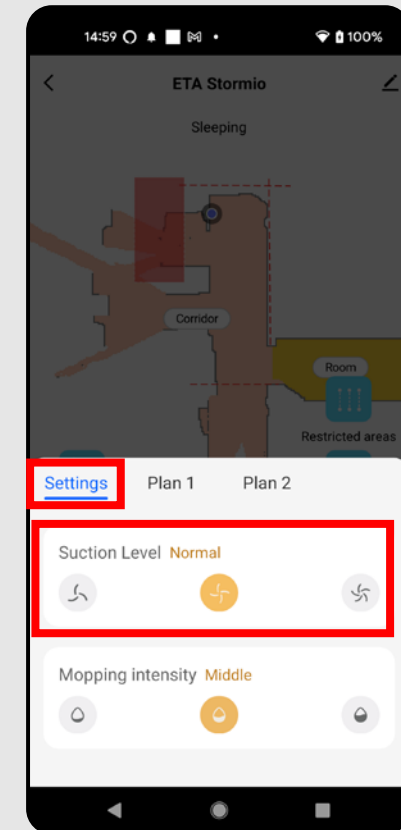 14:59 100%
ETA Stormio
Sleeping
Corridor
Room
Restricted areas
Settings Plan 1 Plan 2
Suction Level Normal
Mopping intensity Middle